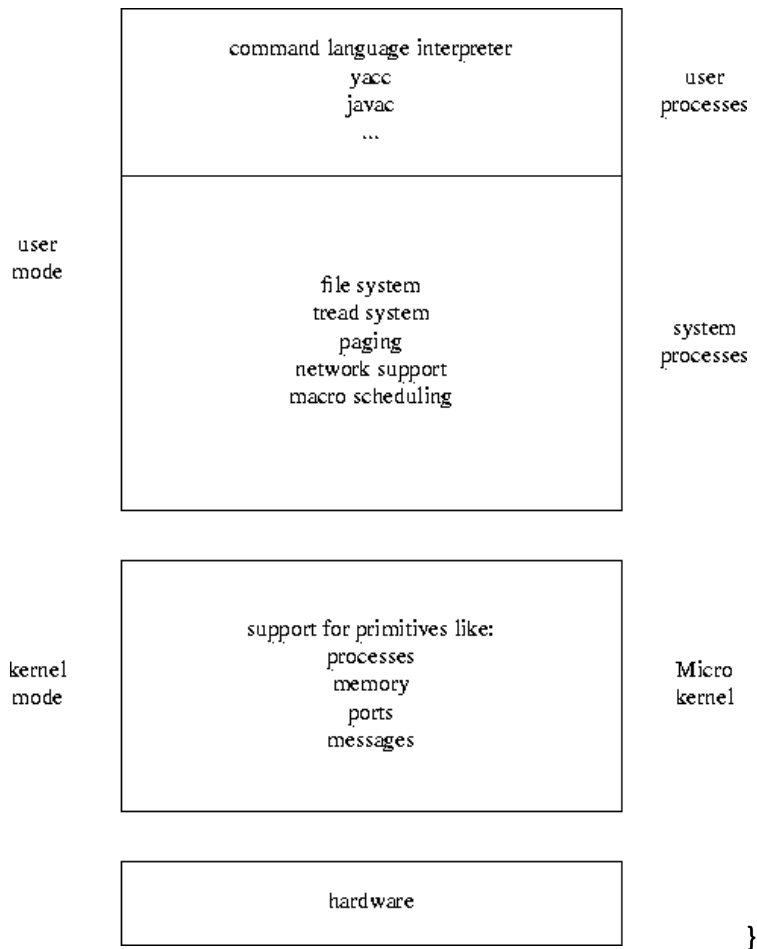 command language interpreter
yacc
javac
...
user
processes
user
mode
file system
tread system
paging
network support
macro scheduling
system
processes
support for primitives like:
processes
memory
ports
messages
kernel
mode
Micro
kernel
hardware
}